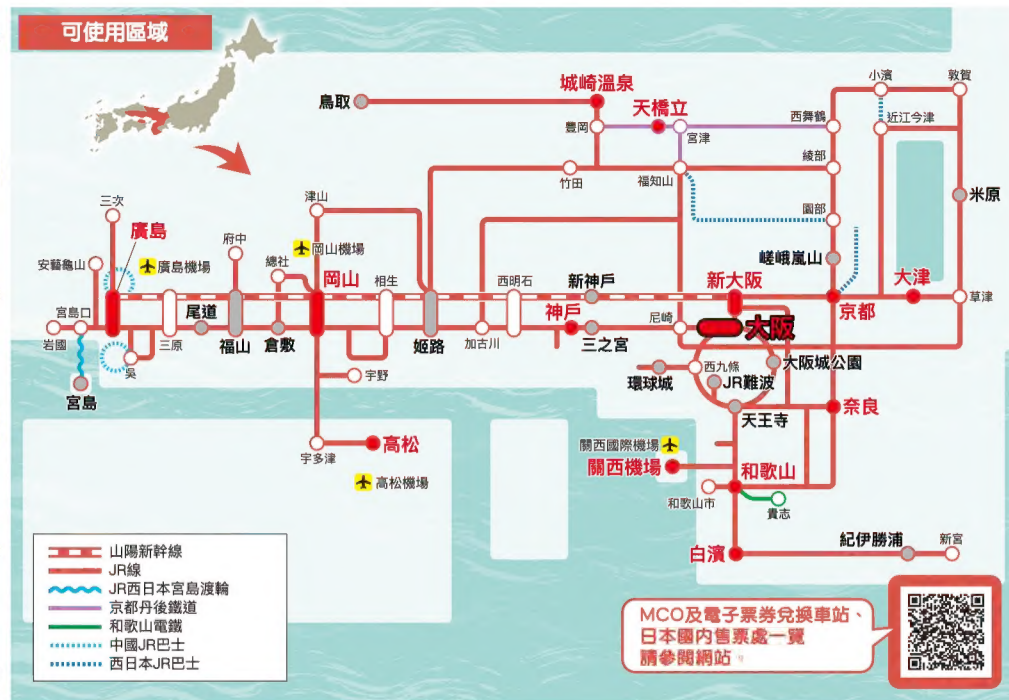 可使用區域
城崎溫泉
小濱
敦賀
鳥取
天橋立
豐岡
宮津
西舞鶴
近江今津
竹田
福知山
綾部
米原
三次
津山
園部
廣島
府中
岡山機場
嵯峨嵐山
安藝龜山
廣島機場
總社
岡山
相生
西明石
新神戶
新大阪
大津
宮島口
尾道
神戶
尼崎
大阪
京都
草津
岩國
三原
福山
倉敷
姬路
加古川
三之宮
吳
西九條
大阪城公園
宮島
宇野
環球城
JR難波
天王寺
奈良
宇多津
高松
關西國際機場
關西機場
和歌山
高松機場
和歌山市
貴志
白濱
紀伊勝浦
新宮
山陽新幹線
JR線
JR西日本宮島渡輪
京都丹後鐵道
和歌山電鐵
中國JR巴士
西日本JR巴士
MCO及電子票券兌換車站、
日本國內售票處一覽
請參閱網站。